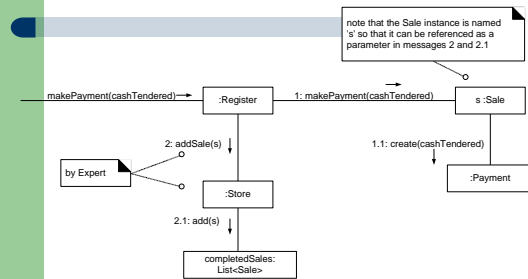 note that the Sale instance is named
's' so that it can be referenced as a
parameter in messages 2 and 2.1
makePayment(cashTendered)
:Register
1: makePayment(cashTendered)
s :Sale
2: addSale(s)
1.1: create(cashTendered)
by Expert
:Store
:Payment
2.1: add(s)
completedSales:
List<Sale>